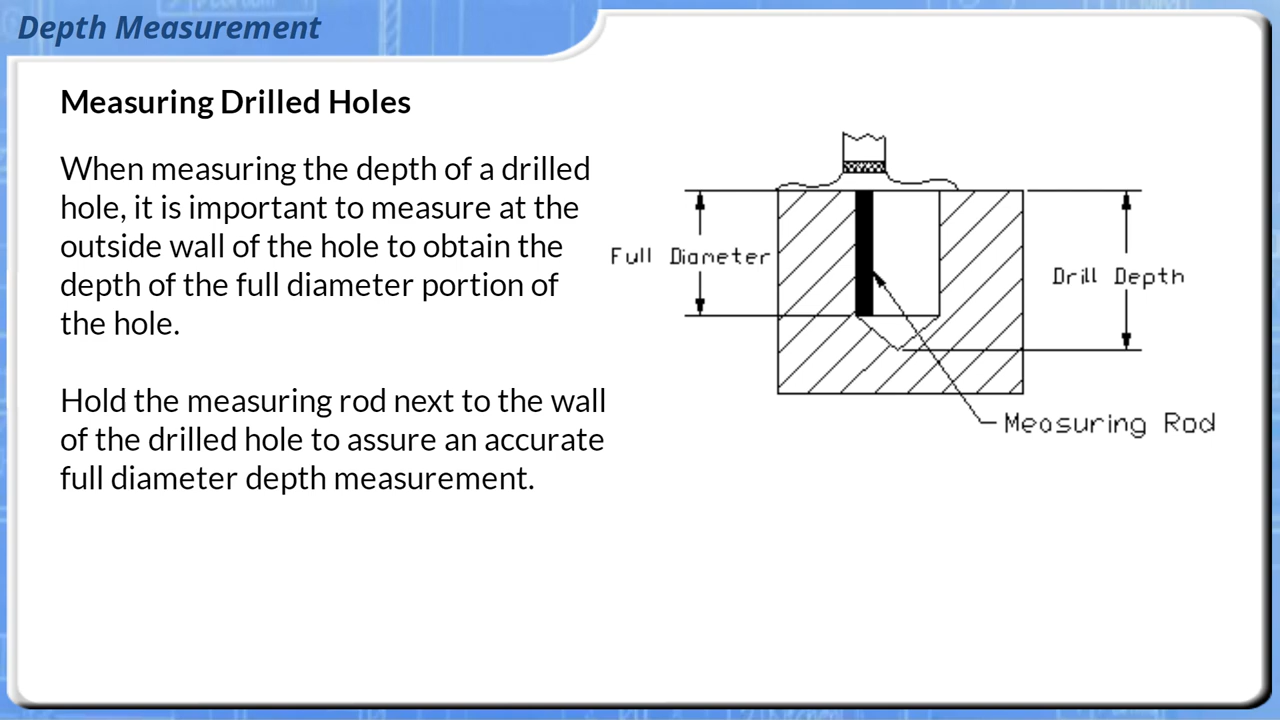 Depth Measurement
Measuring Drilled Holes
When measuring the depth of a drilled
hole, it is important to measure at the
outside wall of the hole to obtain the
depth of the full diameter portion of
the hole.
Hold the measuring rod next to the wall
of the drilled hole to assure an accurate
full diameter depth measurement.
Full Diameter
Drill Depth
Measuring Rod